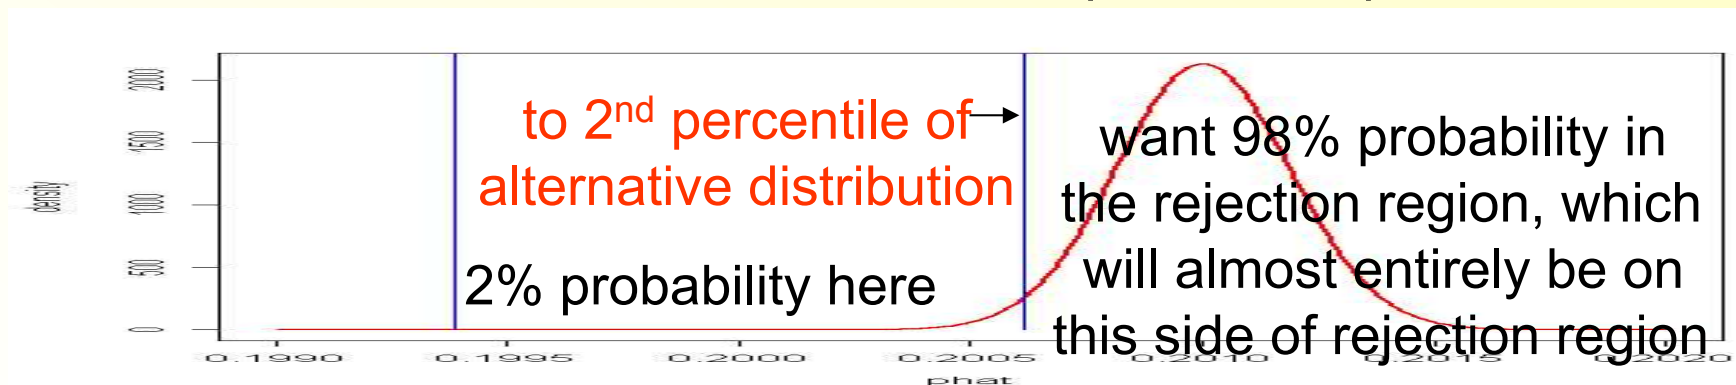 to 2nd percentile of
alternative distribution
2% probability here
want 98% probability in
the rejection region, which
will almost entirely be on
this side of rejection region
density
2000
1500
1000
500
0
0.1990 0.1995 0.2000 0.2005 0.2010 0.2015 0.2020
phat